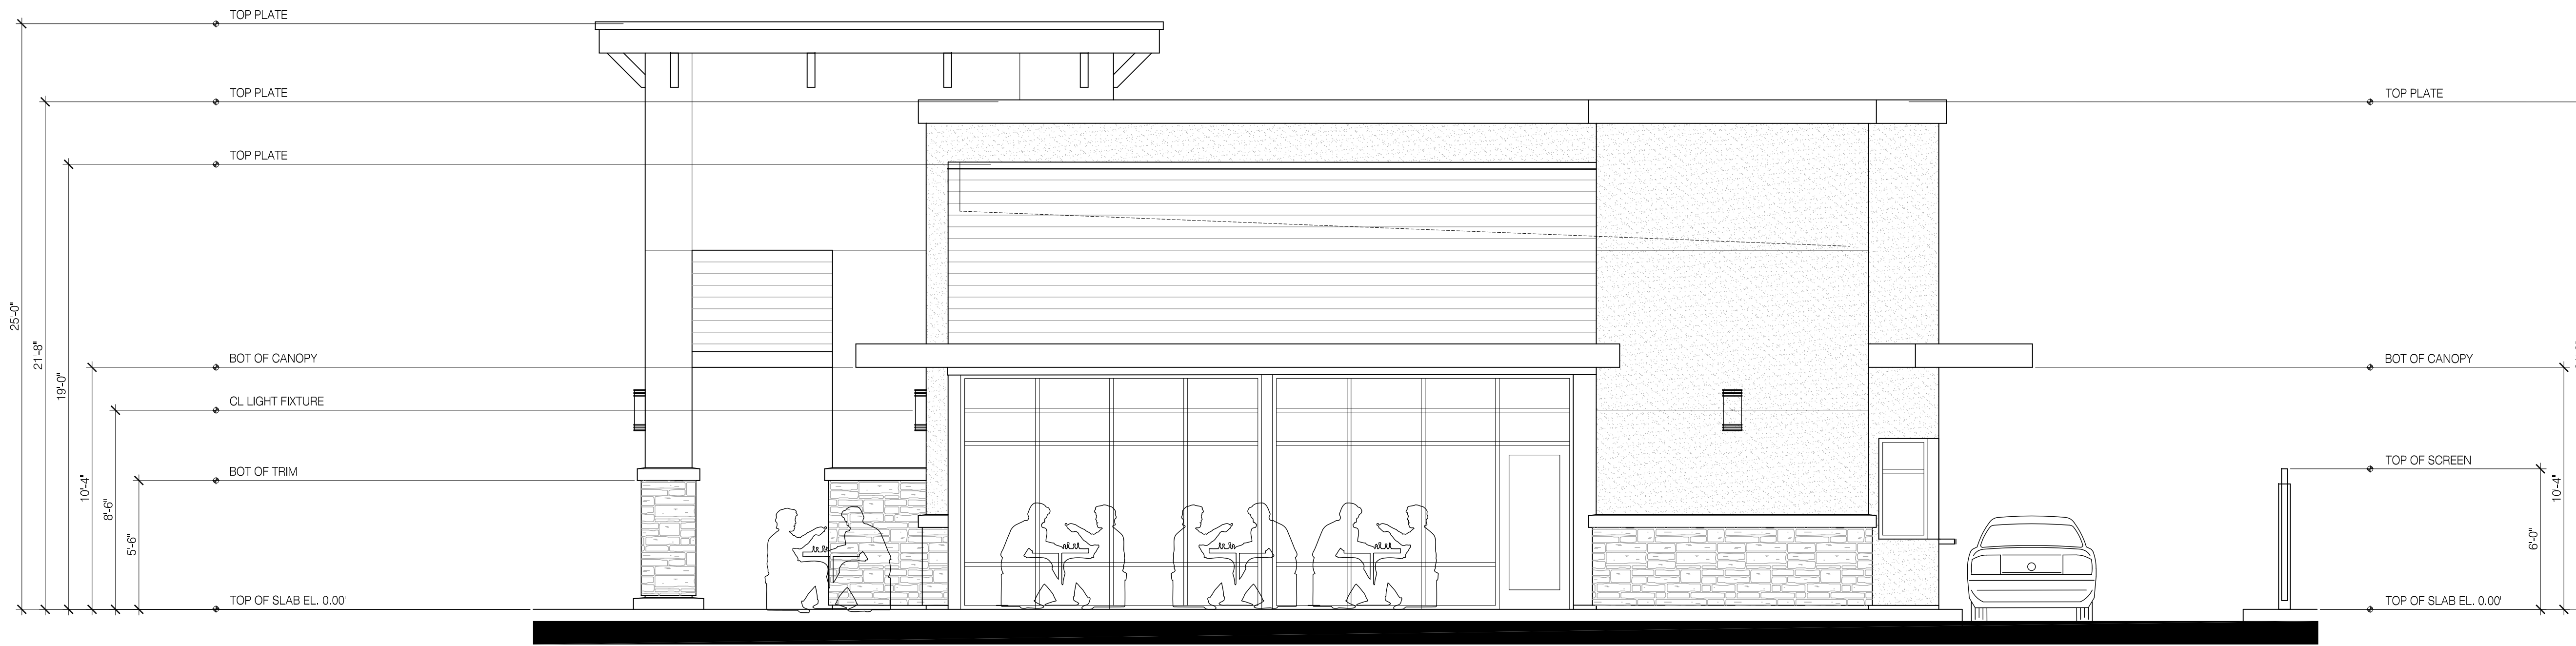 TOP PLATE
TOP PLATE
TOP PLATE
TOP PLATE
25'-0"
21'-8"
19'-0"
BOT OF CANOPY
BOT OF CANOPY
CL LIGHT FIXTURE
10'-4"
8'-6"
5'-6"
BOT OF TRIM
TOP OF SCREEN
10'-4"
6'-0"
TOP OF SLAB EL. 0.00'
TOP OF SLAB EL. 0.00'